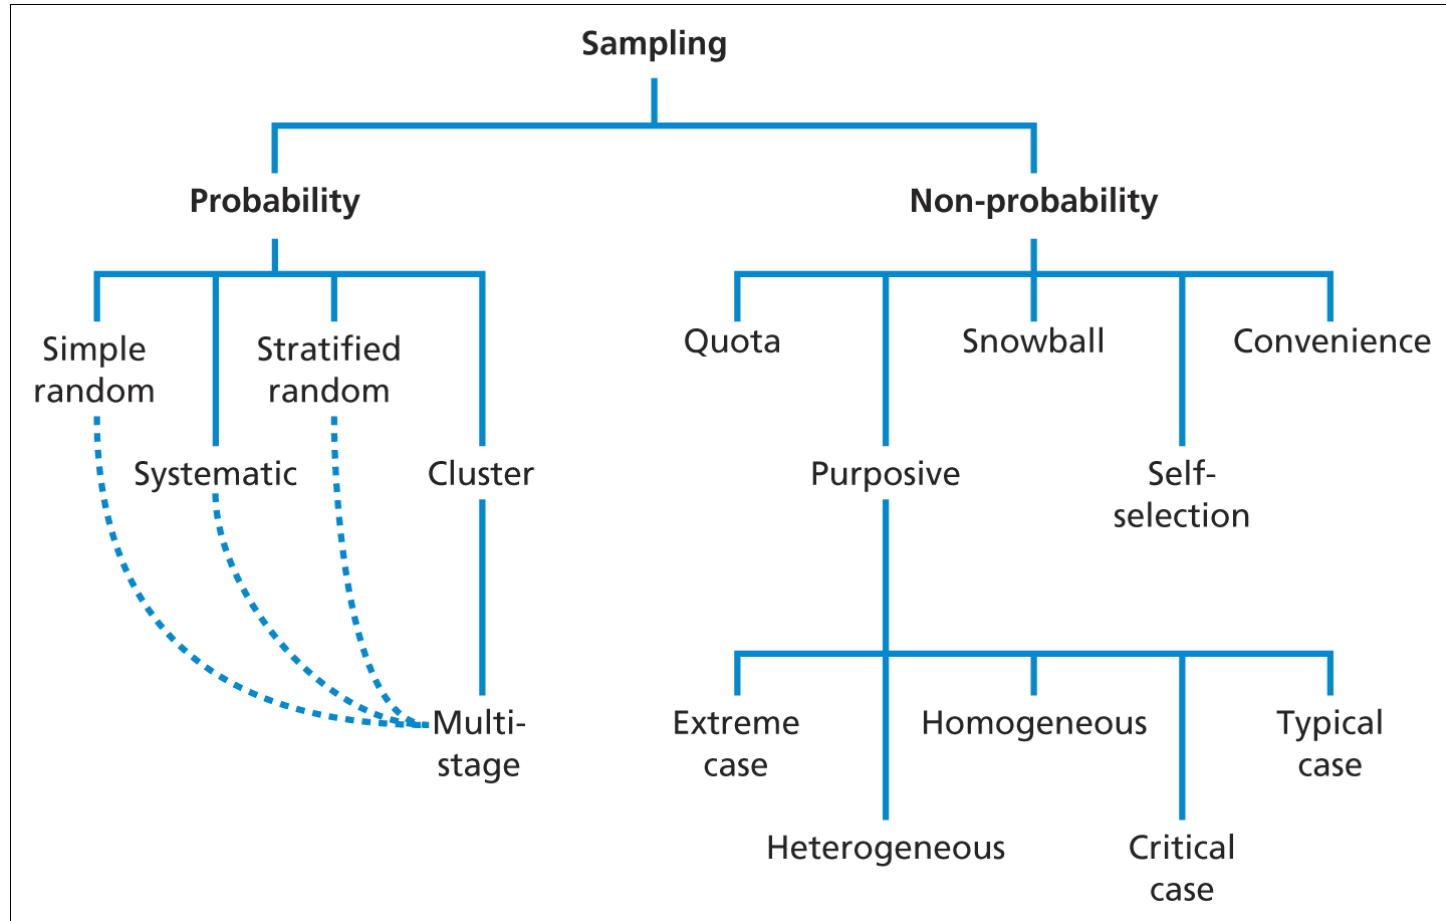 Sampling
Probability
Non-probability
Simple
random
Stratified
random
Systematic
Cluster
Multi-
stage
Quota
Snowball
Convenience
Purposive
Self-
selection
Extreme
case
Homogeneous
Typical
case
Heterogeneous
Critical
case